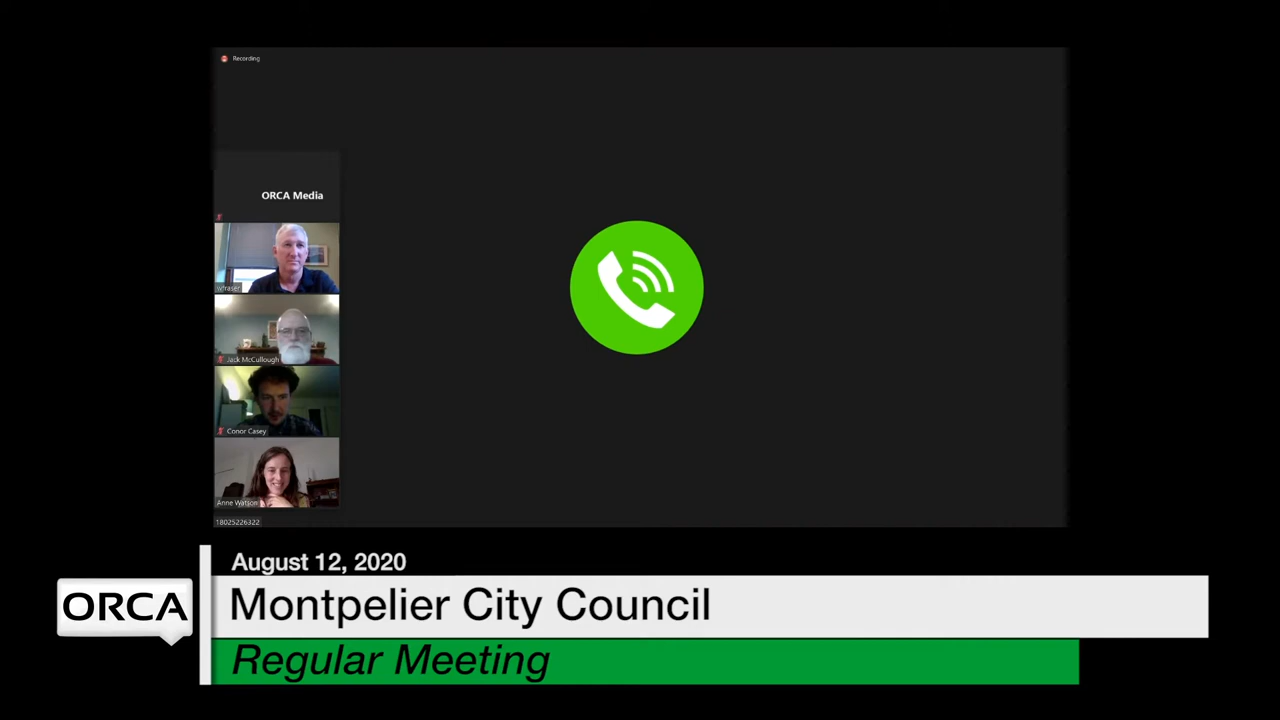 Recording
ORCA Media
wfraser
Jack McCullough
Conor Casey
Anne Watson
18025226322
August 12, 2020
ORCA
Montpelier City Council
Regular Meeting